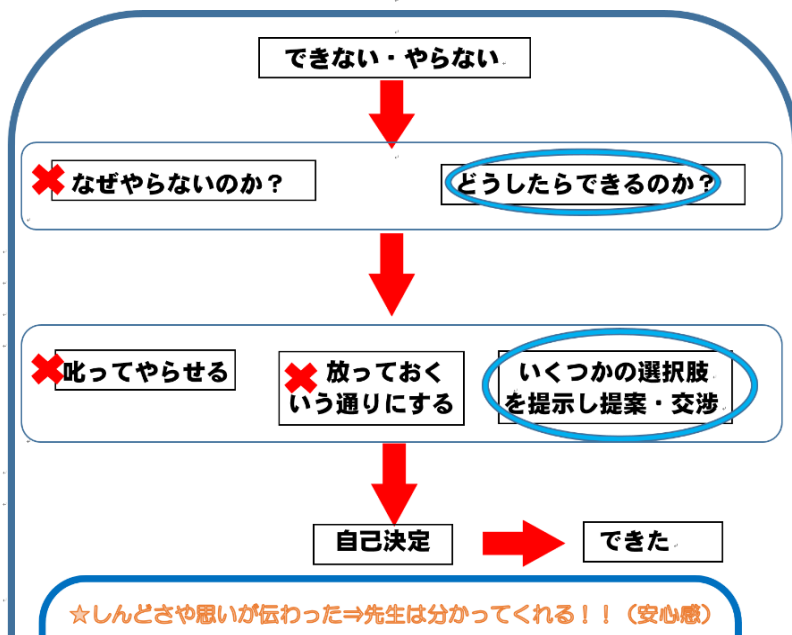 できない・やらない
なぜやらないのか？
どうしたらできるのか？
叱ってやらせる
放っておく
いう通りにする
いくつかの選択肢
を提示し提案・交渉
自己決定
できた
☆しんどさや思いが伝わった⇒先生は分かってくれる！！（安心感）